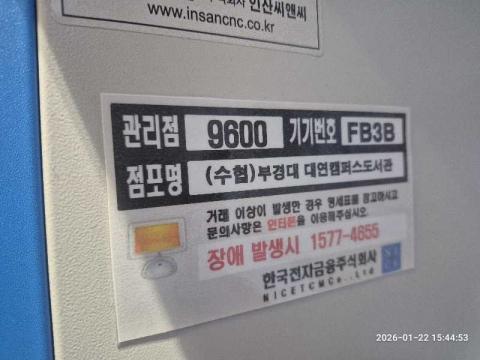 인산씨앤씨
www.insancnc.co.kr
관리점 9600 기기번호 FB3B
점포명 (수협)부경대 대연캠퍼스도서관
거래 이상이 발생한 경우 명세표를 참고하시고
문의사항은 인터폰을 이용해주십시오.
장애 발생시 1577-4655
한국전자금융주식회사
NICETCMCo.,Ltd
2026-01-22 15:44:53